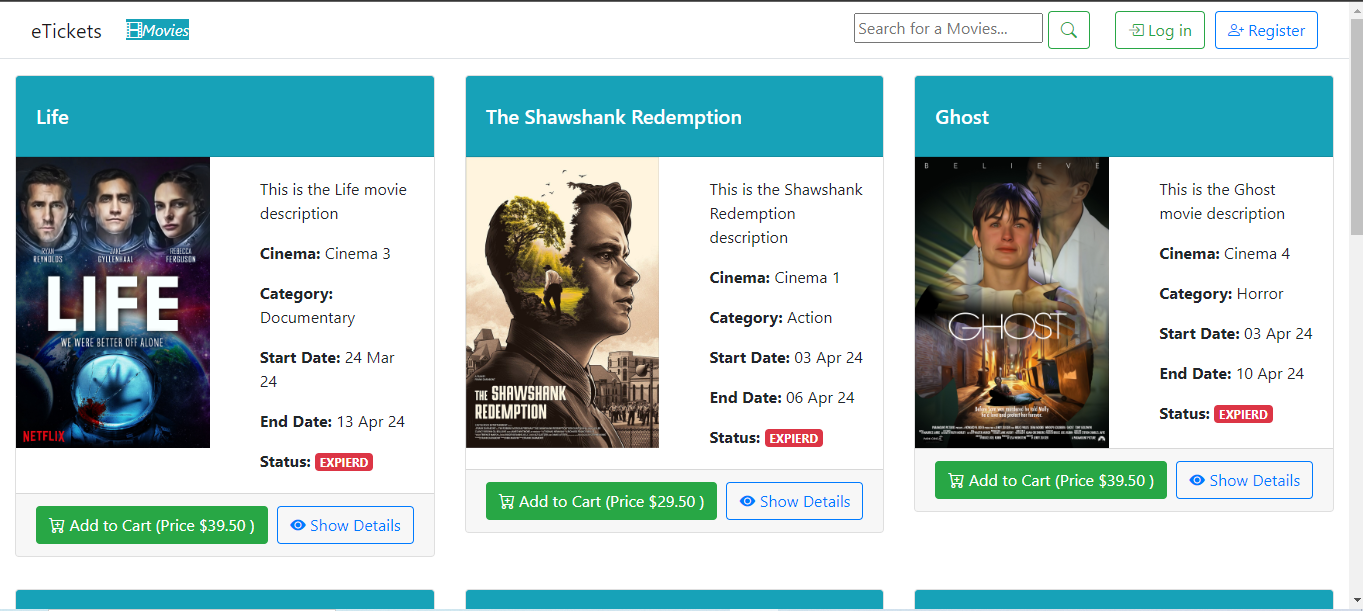 eTickets
Movies
Search for a Movies...
Log in
Register
Life
RYAN REYNOLDS
JAKE GYLLENHAAL
REBECCA FERGUSON
LIFE
WE WERE BETTER OFF ALONE
NETFLIX
This is the Life movie
description
Cinema: Cinema 3
Category:
Documentary
Start Date: 24 Mar
24
End Date: 13 Apr 24
Status: EXPIERD
Add to Cart (Price $39.50 )
Show Details
The Shawshank Redemption
THE SHAWSHANK
REDEMPTION
This is the Shawshank
Redemption
description
Cinema: Cinema 1
Category: Action
Start Date: 03 Apr 24
End Date: 06 Apr 24
Status: EXPIERD
Add to Cart (Price $29.50 )
Show Details
Ghost
BELIEVE
GHOST
This is the Ghost
movie description
Cinema: Cinema 4
Category: Horror
Start Date: 03 Apr 24
End Date: 10 Apr 24
Status: EXPIERD
Add to Cart (Price $39.50 )
Show Details